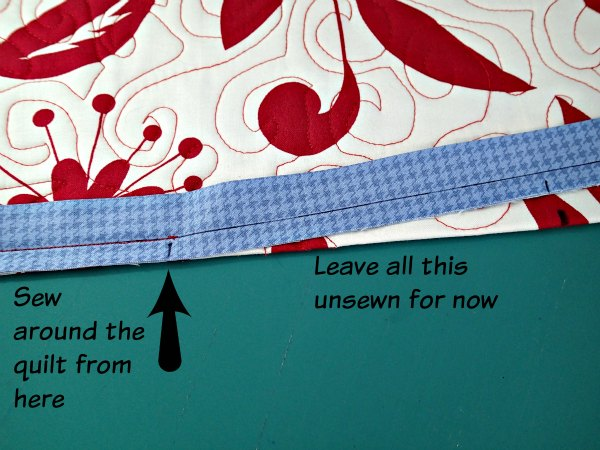 Sew
around the
quilt from
here
Leave all this
unsewn for now